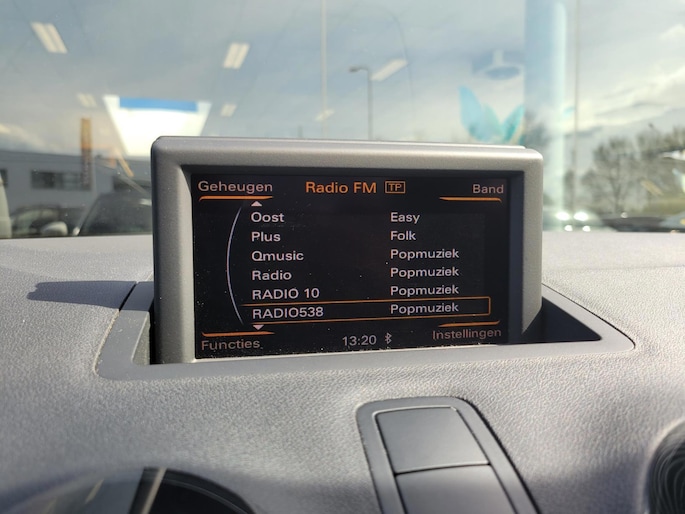 Geheugen Radio FM TP Band
Oost Easy
Plus Folk
Qmusic Popmuziek
Radio Popmuziek
RADIO 10 Popmuziek
RADIO538 Popmuziek
Functies 13:20 Instellingen